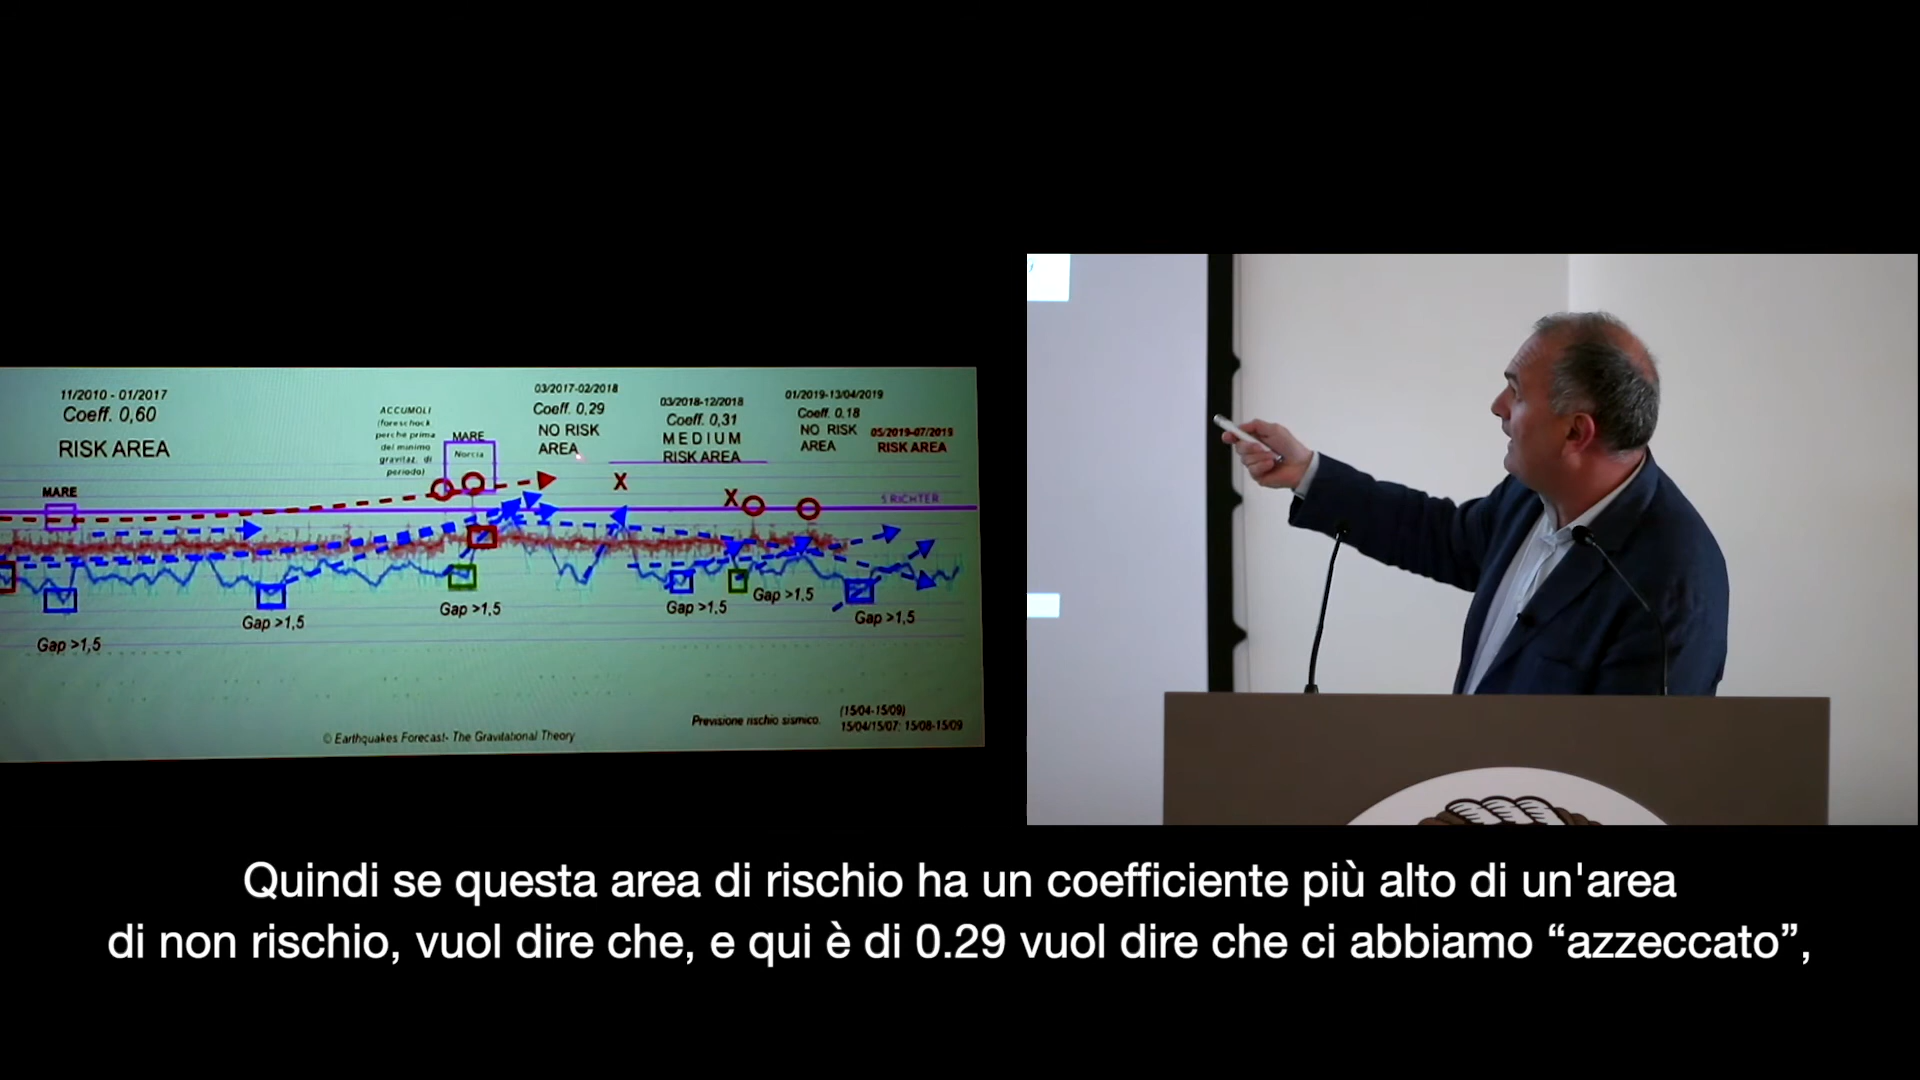 11/2010 - 01/2017
Coeff. 0,60
RISK AREA
ACCUMOLI
(foreschock
perché prima
del minimo
gravitaz. di
periodo)
MARE
Norcia
03/2017-02/2018
Coeff. 0,29
NO RISK
AREA
03/2018-12/2018
Coeff. 0,31
MEDIUM
RISK AREA
01/2019-13/04/2019
Coeff. 0.18
NO RISK
AREA
05/2019-07/2019
RISK AREA
MARE
X
X
5 RICHTER
Gap >1,5
Gap >1,5
Gap >1,5
Gap >1,5
Gap >1,5
Gap >1,5
Previsione rischio sismico.
(15/04-15/09)
15/04/15/07; 15/08-15/09
© Earthquakes Forecast- The Gravitational Theory
Quindi se questa area di rischio ha un coefficiente più alto di un'area
di non rischio, vuol dire che, e qui è di 0.29 vuol dire che ci abbiamo “azzeccato”,